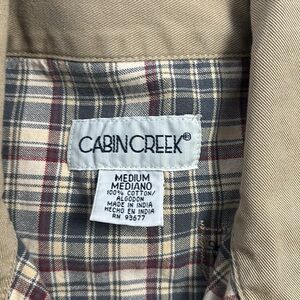 CABIN CREEK®
MEDIUM
MEDIANO
100% COTTON/
ALGODON
MADE IN INDIA
HECHO EN INDIA
RN 93677